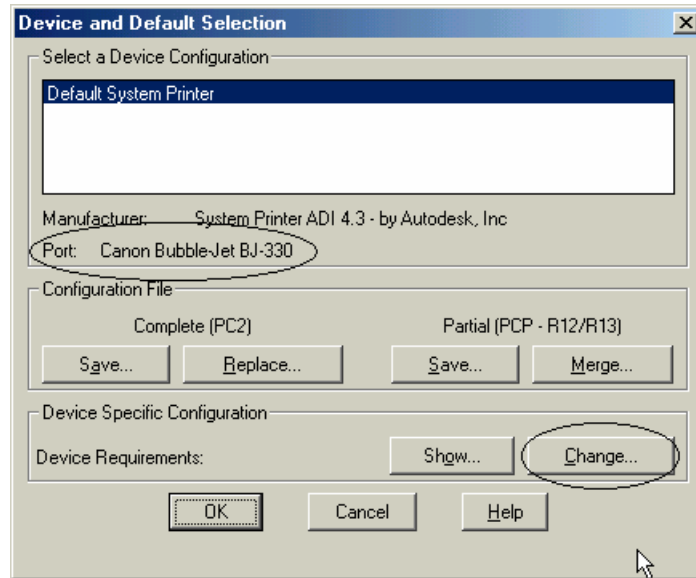 Device and Default Selection
Select a Device Configuration
Default System Printer
Manufacturer: System Printer ADI 4.3 - by Autodesk, Inc
Port: Canon Bubble-Jet BJ-330
Configuration File
Complete (PC2) Partial (PCP - R12/R13)
Save... Replace... Save... Merge...
Device Specific Configuration
Device Requirements: Show... Change...
OK Cancel Help